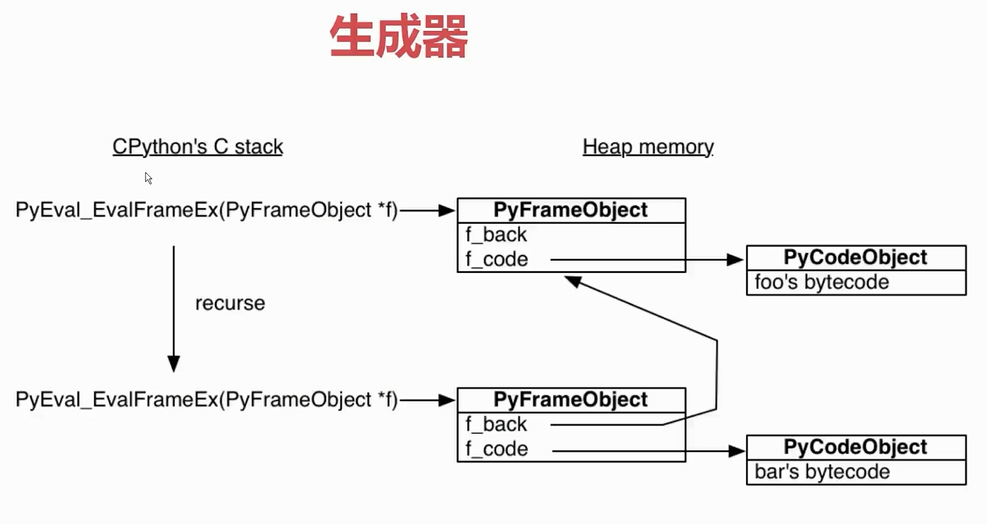 生成器
CPython's C stack
Heap memory
PyEval_EvalFrameEx(PyFrameObject *f)
PyFrameObject
f_back
f_code
PyCodeObject
foo's bytecode
recurse
PyEval_EvalFrameEx(PyFrameObject *f)
PyFrameObject
f_back
f_code
PyCodeObject
bar's bytecode